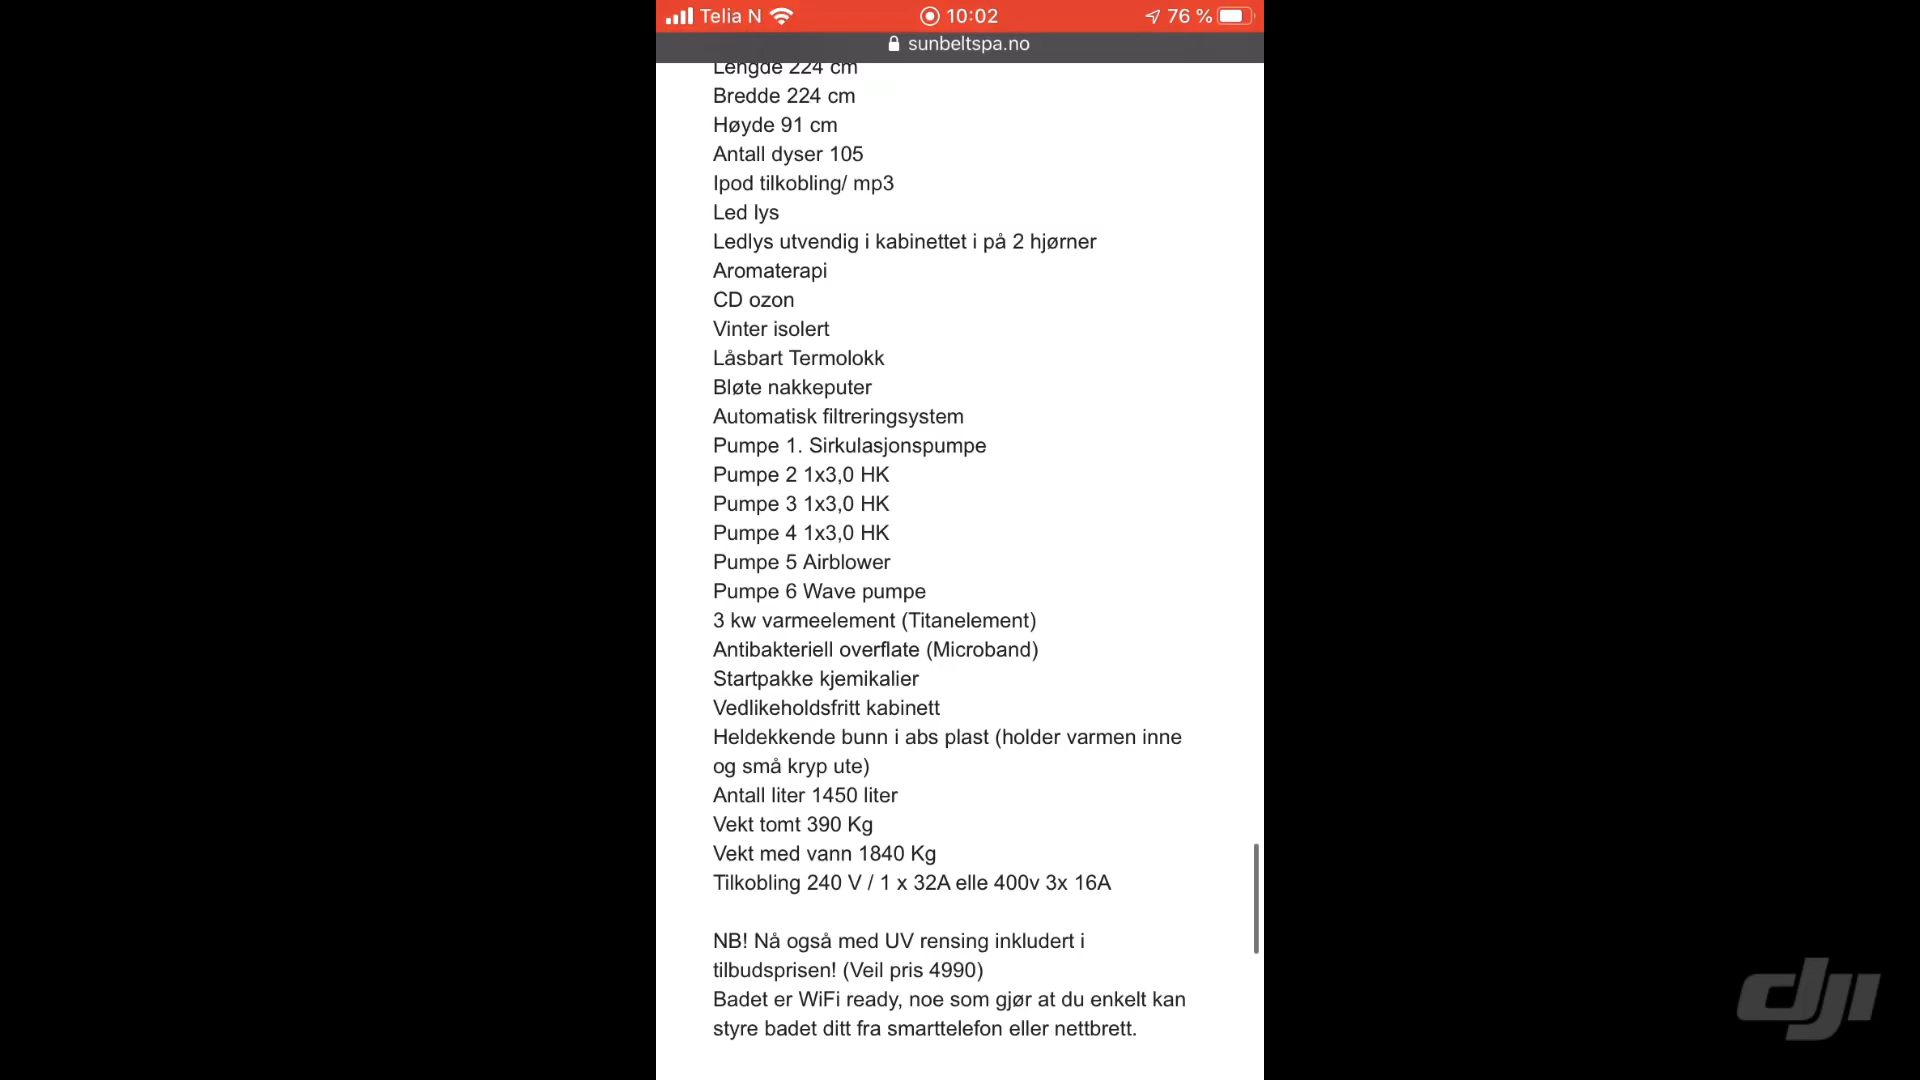 Telia N 10:02 76 %
sunbeltspa.no
Lengde 224 cm
Bredde 224 cm
Høyde 91 cm
Antall dyser 105
Ipod tilkobling/ mp3
Led lys
Ledlys utvendig i kabinettet i på 2 hjørner
Aromaterapi
CD ozon
Vinter isolert
Låsbart Termolokk
Bløte nakkeputer
Automatisk filtreringsystem
Pumpe 1. Sirkulasjonspumpe
Pumpe 2 1x3,0 HK
Pumpe 3 1x3,0 HK
Pumpe 4 1x3,0 HK
Pumpe 5 Airblower
Pumpe 6 Wave pumpe
3 kw varmeelement (Titanelement)
Antibakteriell overflate (Microband)
Startpakke kjemikalier
Vedlikeholdsfritt kabinett
Heldekkende bunn i abs plast (holder varmen inne
og små kryp ute)
Antall liter 1450 liter
Vekt tomt 390 Kg
Vekt med vann 1840 Kg
Tilkobling 240 V / 1 x 32A elle 400v 3x 16A
NB! Nå også med UV rensing inkludert i
tilbudsprisen! (Veil pris 4990)
Badet er WiFi ready, noe som gjør at du enkelt kan
styre badet ditt fra smarttelefon eller nettbrett.
dji